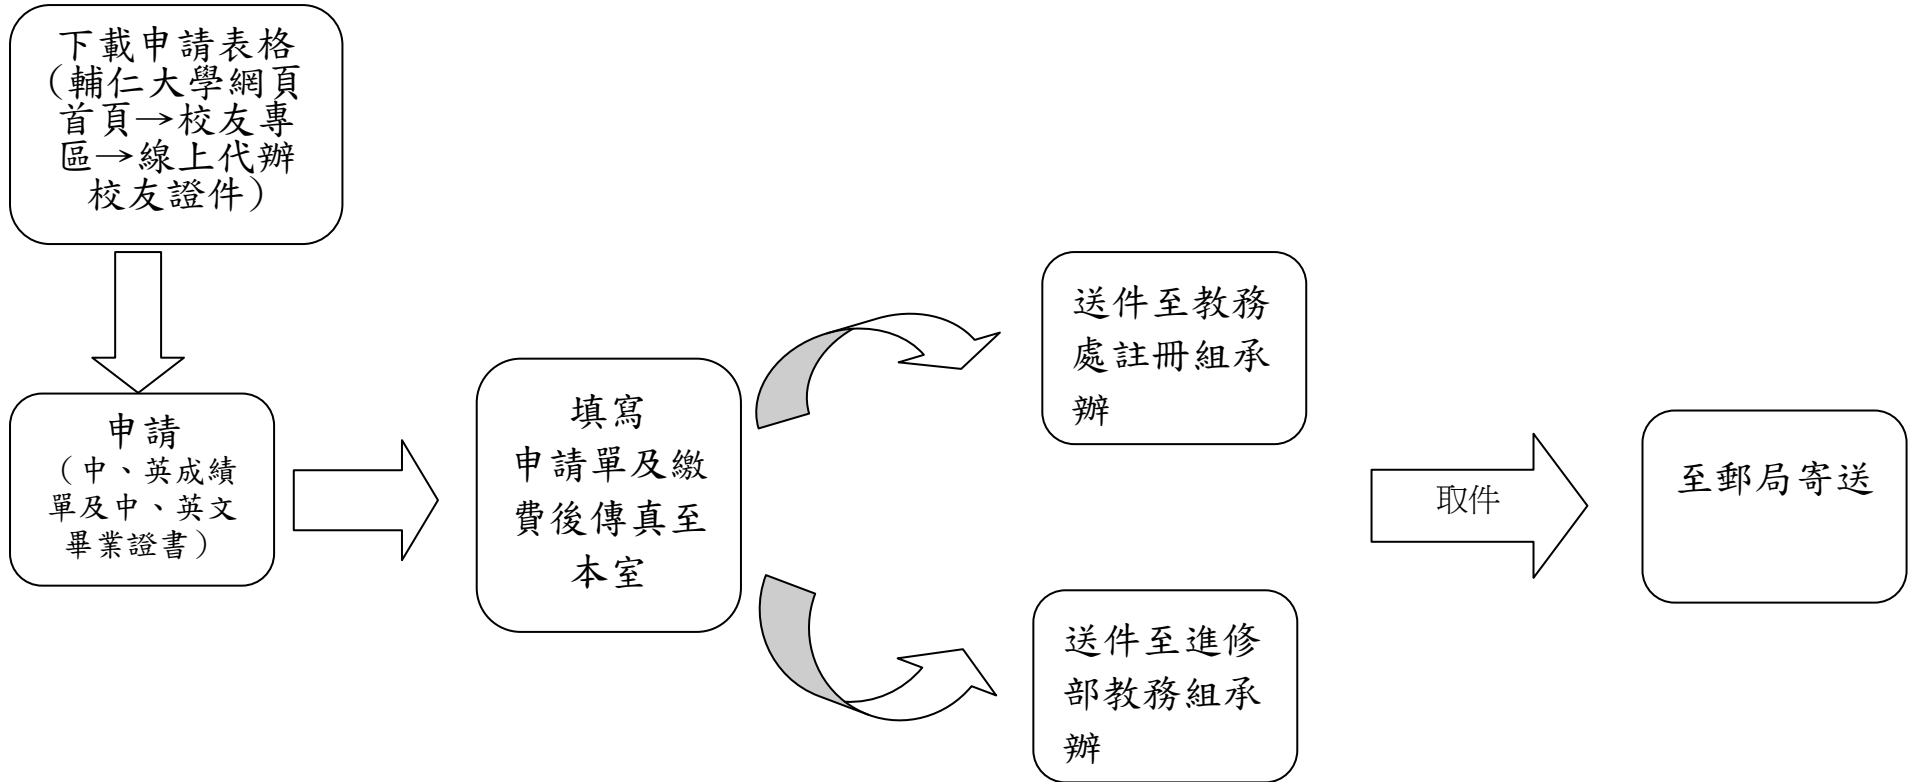 下載申請表格
（輔仁大學網頁
首頁→校友專
區→線上代辦
校友證件）
申請
（中、英成績
單及中、英文
畢業證書）
填寫
申請單及繳
費後傳真至
本室
送件至教務
處註冊組承
辦
送件至進修
部教務組承
辦
取件
至郵局寄送